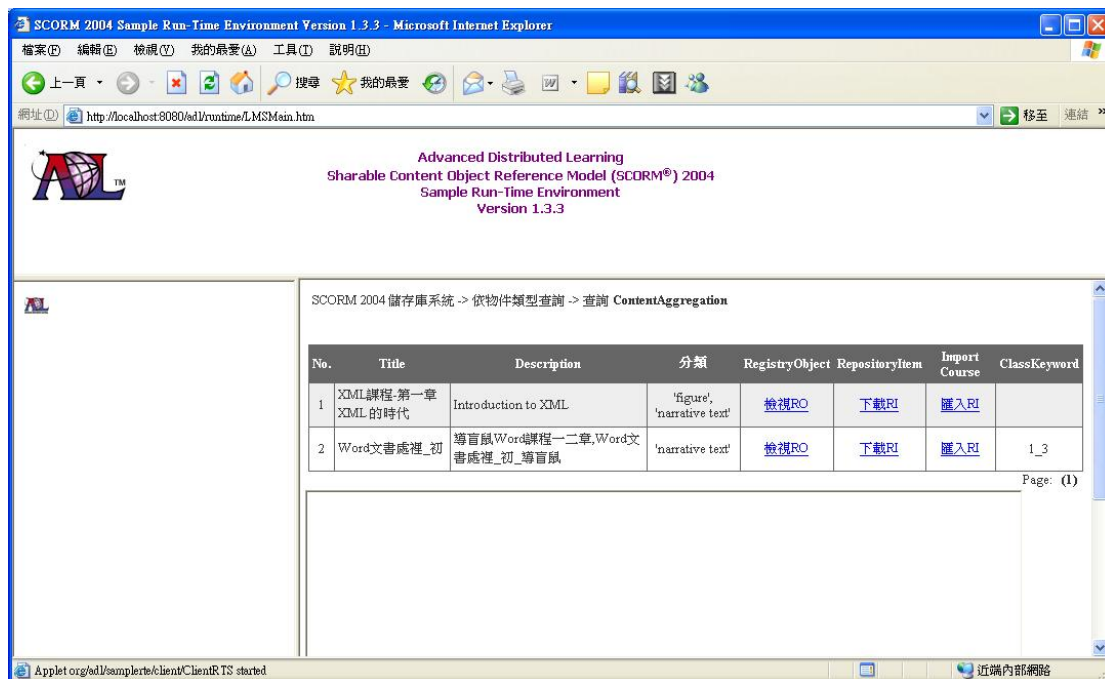 SCORM 2004 Sample Run-Time Environment Version 1.3.3 - Microsoft Internet Explorer
檔案(F) 編輯(E) 檢視(V) 我的最愛(A) 工具(T) 說明(H)
上一頁 搜尋 我的最愛
網址(D) http://localhost:8080/adl/runtime/LMSMain.htm 移至 連結 »
ADL TM
Advanced Distributed Learning
Sharable Content Object Reference Model (SCORM®) 2004
Sample Run-Time Environment
Version 1.3.3
ADL
SCORM 2004 儲存庫系統 -> 依物件類型查詢 -> 查詢 ContentAggregation
No. Title Description 分類 RegistryObject RepositoryItem Import Course ClassKeyword
1 XML課程-第一章 XML的時代 Introduction to XML 'figure', 'narrative text' 檢視RO 下載RI 匯入RI
2 Word文書處裡_初 導盲鼠Word課程一二章,Word文書處裡_初_導盲鼠 'narrative text' 檢視RO 下載RI 匯入RI 1_3
Page: (1)
Applet org/adl/samplerte/client/ClientRTS started 近端內部網路